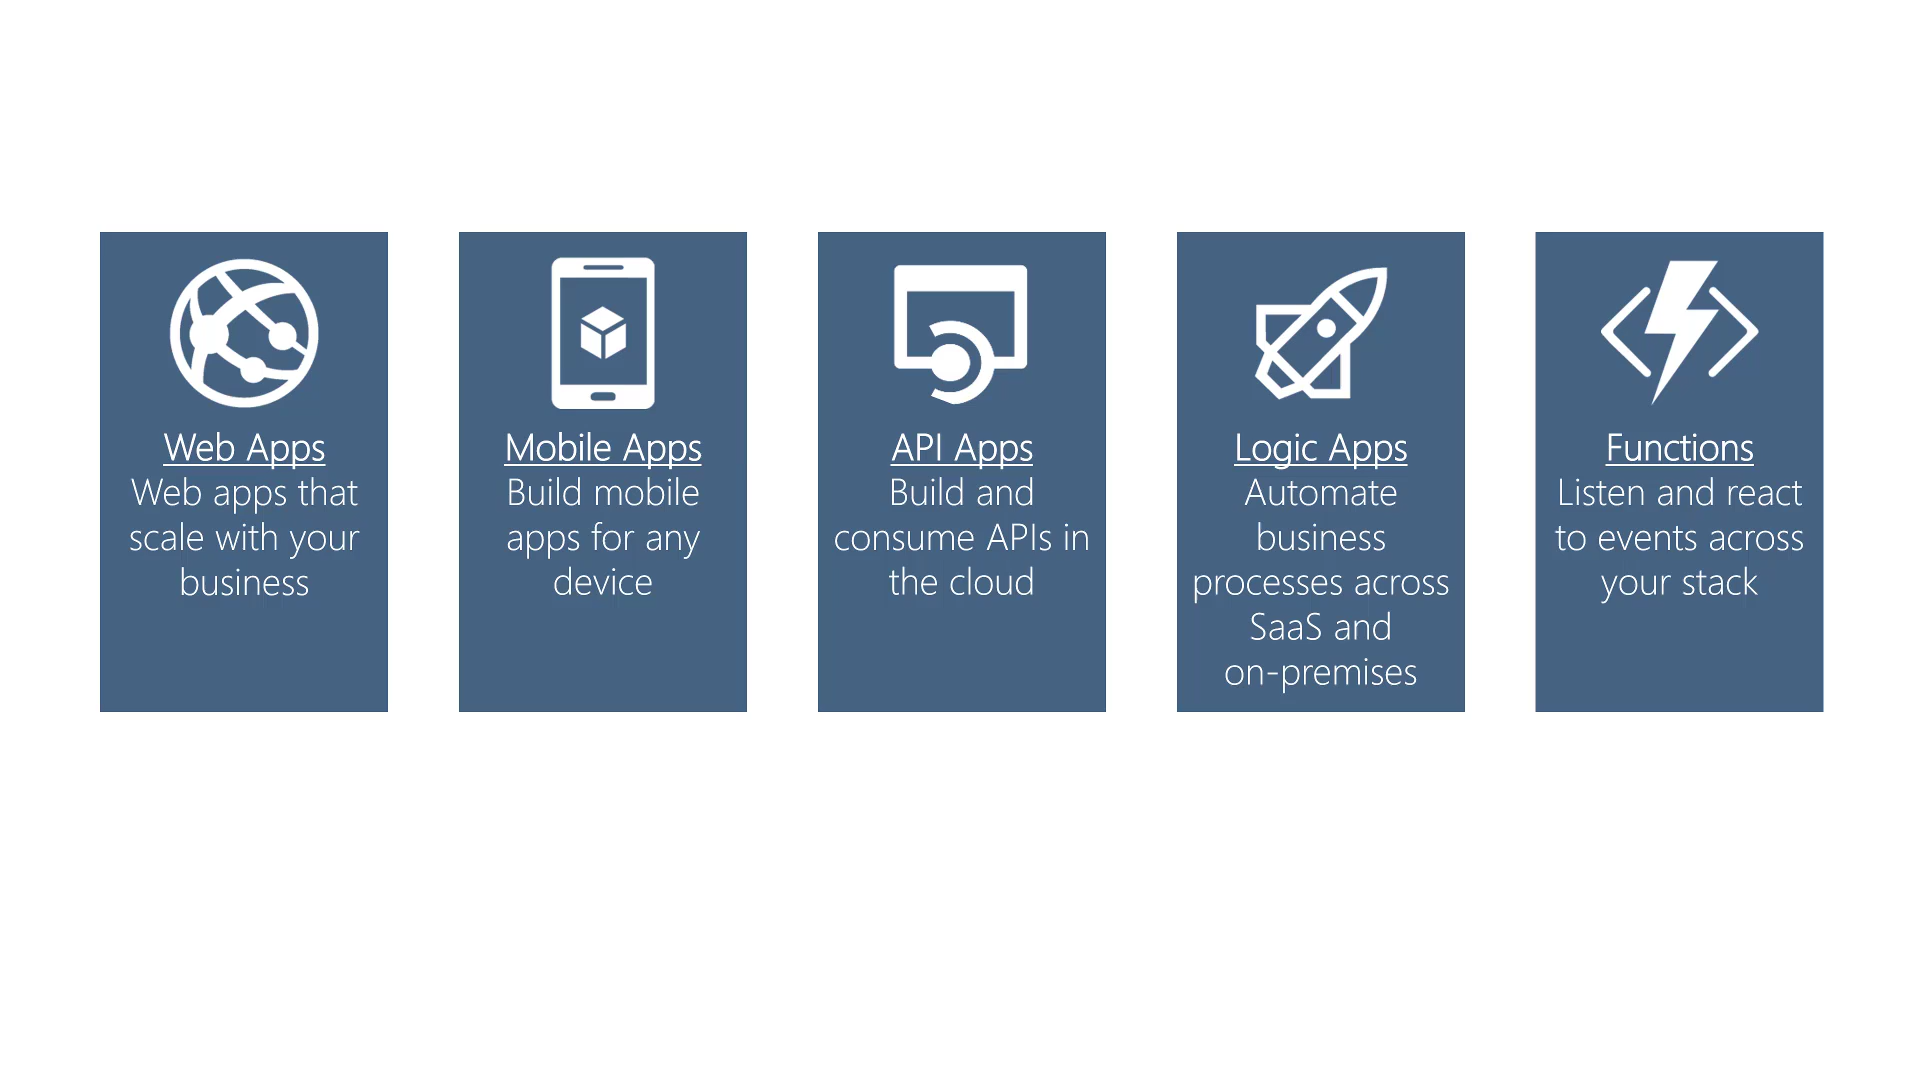 Web Apps
Web apps that
scale with your
business
Mobile Apps
Build mobile
apps for any
device
API Apps
Build and
consume APIs in
the cloud
Logic Apps
Automate
business
processes across
SaaS and
on-premises
Functions
Listen and react
to events across
your stack